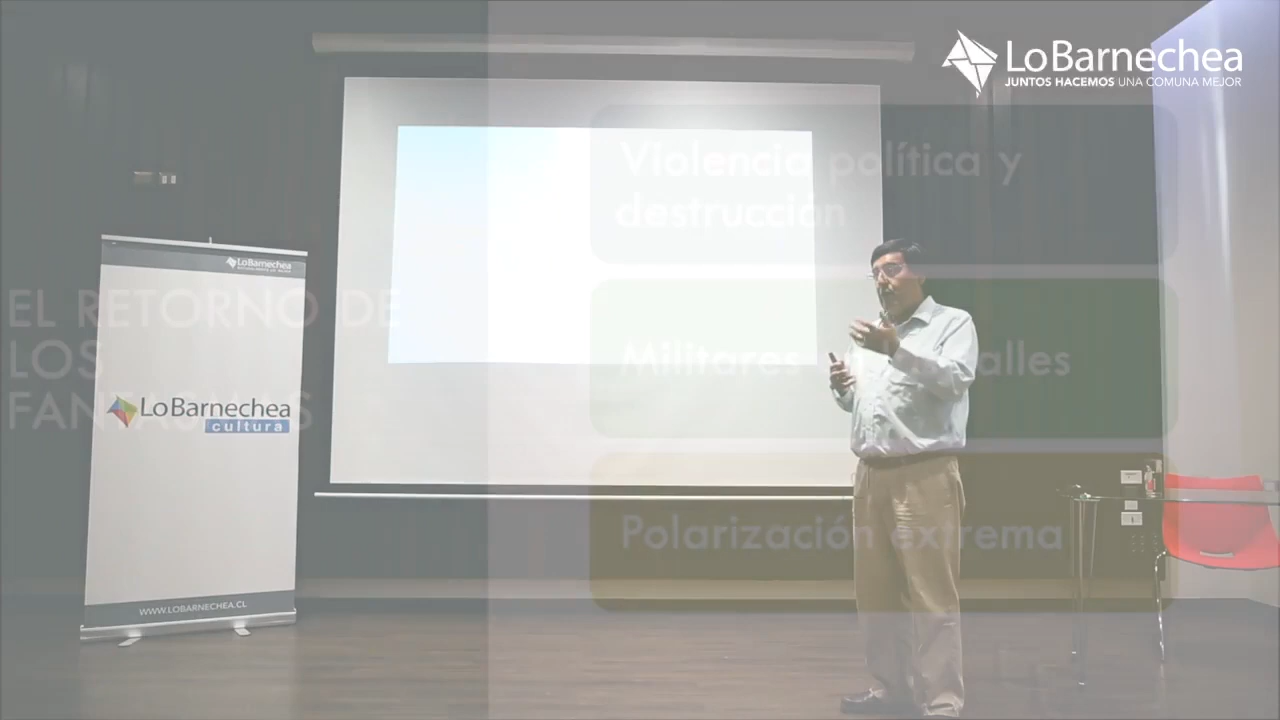 LoBarnechea
JUNTOS HACEMOS UNA COMUNA MEJOR
Violencia política y
destrucción
LoBarnechea
EL RETORNO DE
LOS
Militares
calles
LoBarnechea
cultura
Polarización extrema
WWW.LOBARNECHEA.CL